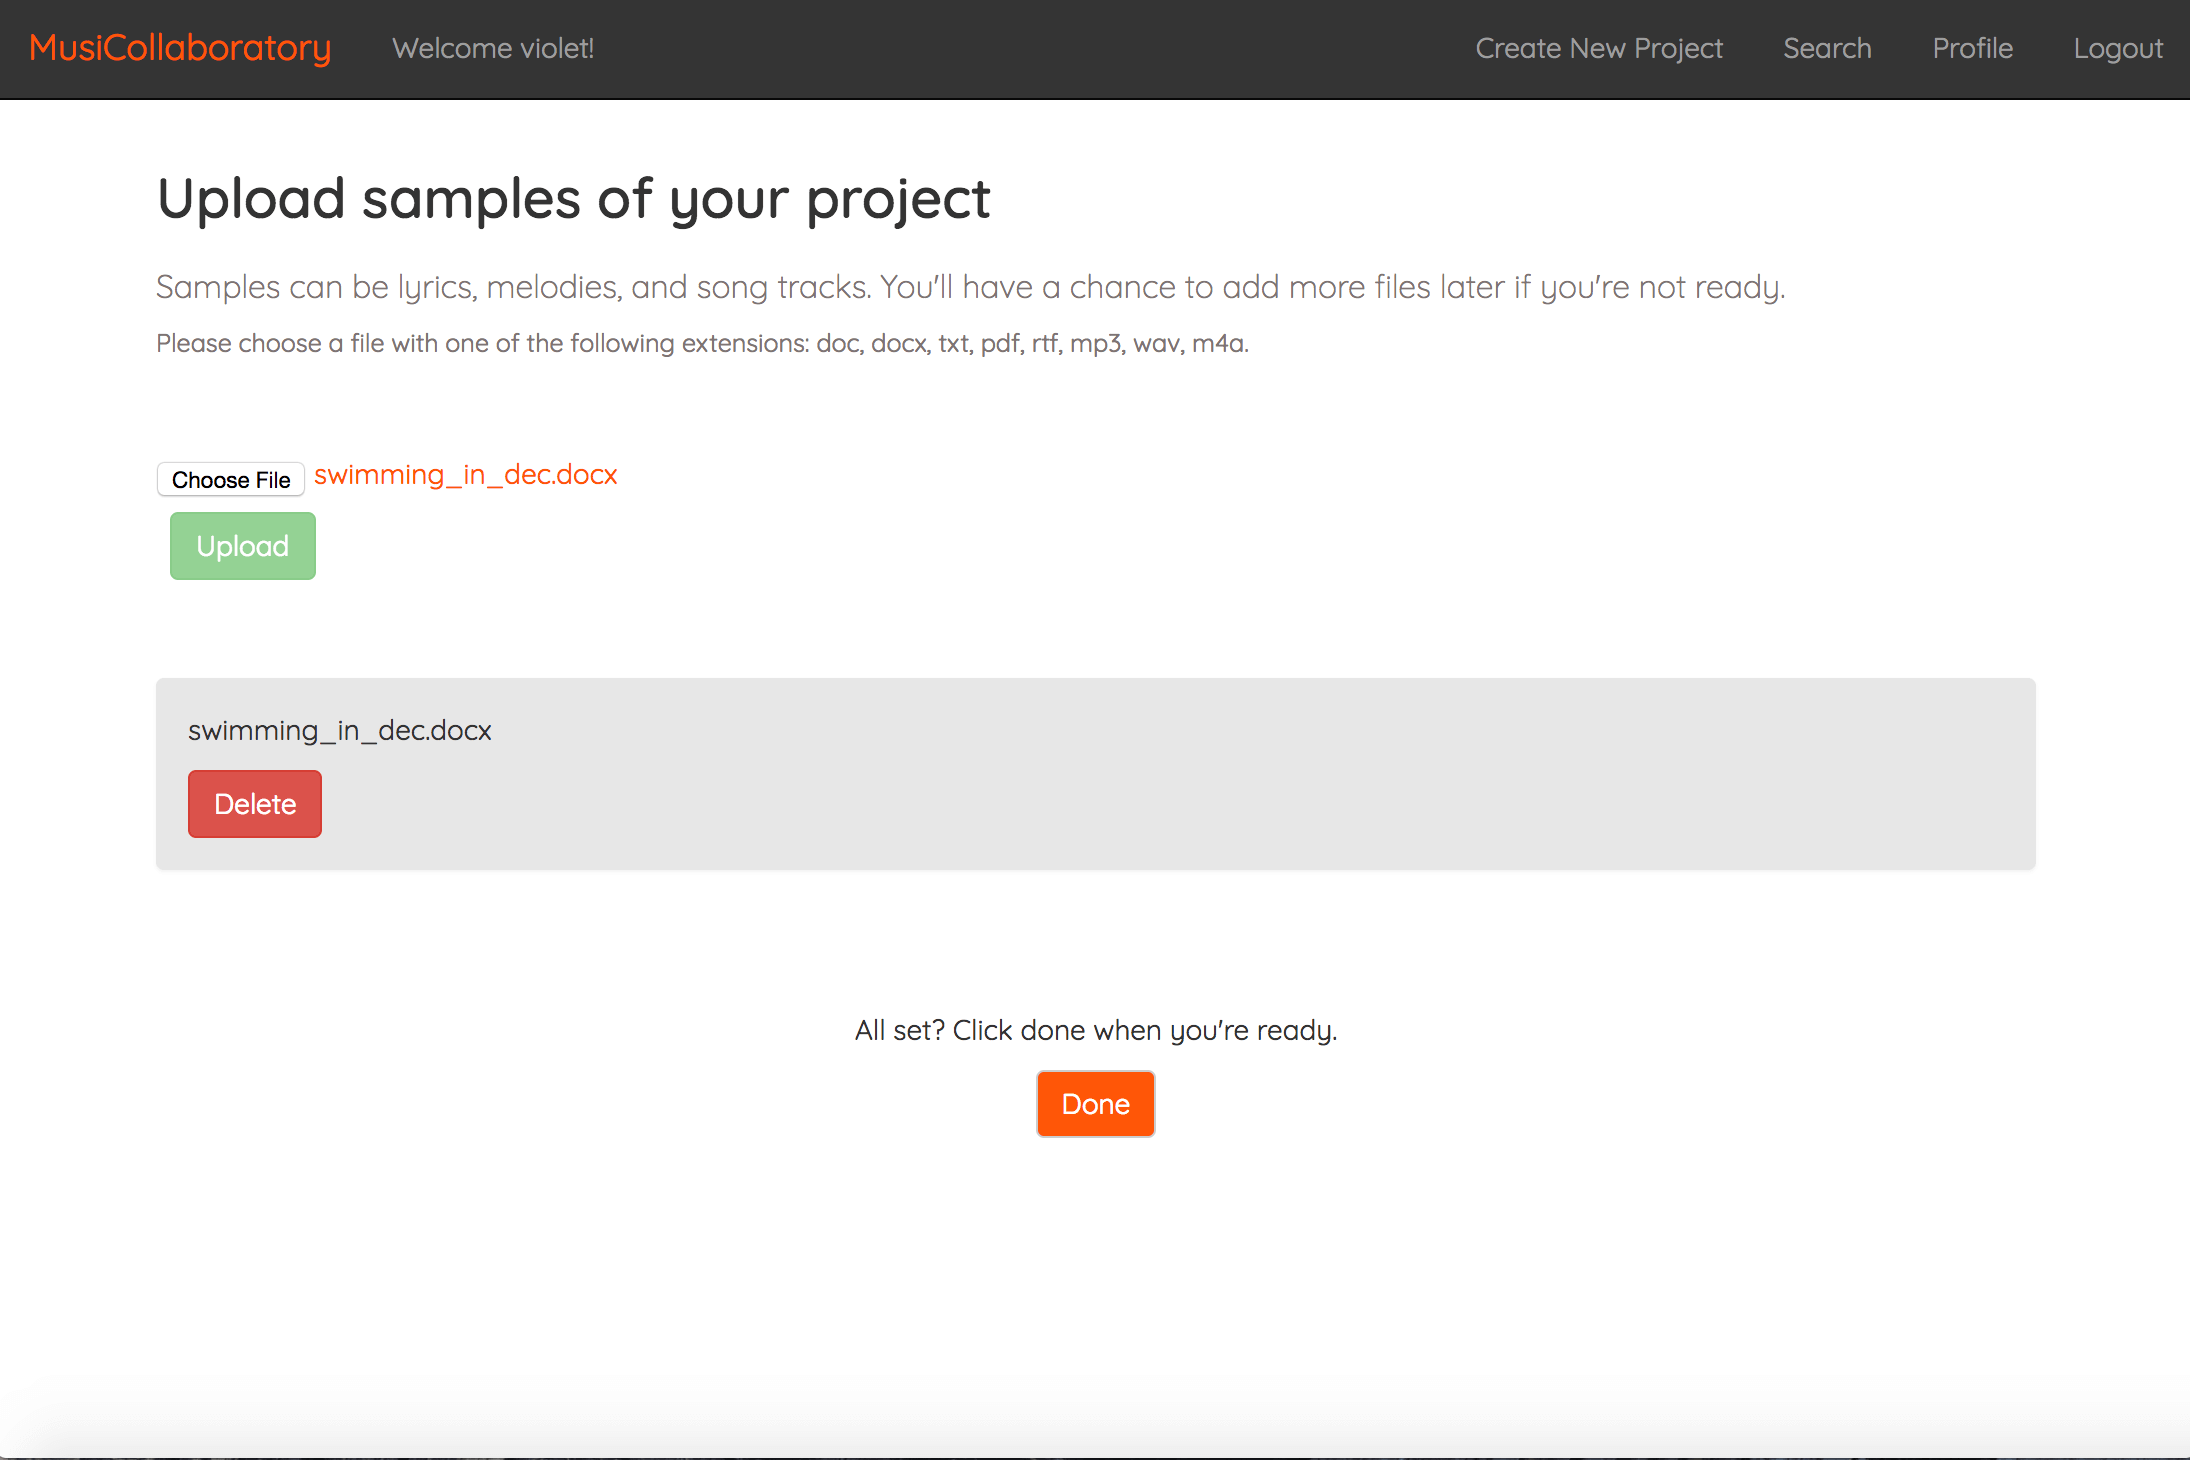 MusiCollaboratory Welcome violet! Create New Project Search Profile Logout
Upload samples of your project
Samples can be lyrics, melodies, and song tracks. You'll have a chance to add more files later if you're not ready.
Please choose a file with one of the following extensions: doc, docx, txt, pdf, rtf, mp3, wav, m4a.
Choose File swimming_in_dec.docx
Upload
swimming_in_dec.docx
Delete
All set? Click done when you're ready.
Done